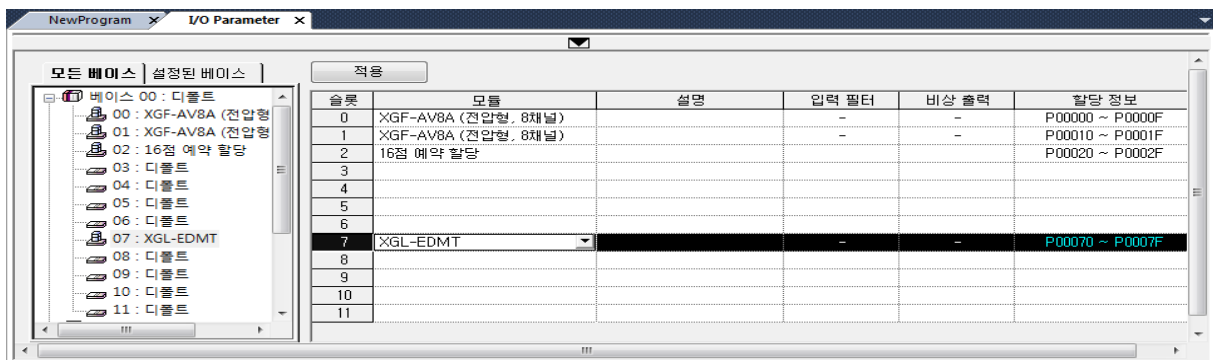 NewProgram x I/O Parameter x
모든 베이스 설정된 베이스
적용
베이스 00 : 디폴트
00 : XGF-AV8A (전압형
01 : XGF-AV8A (전압형
02 : 16점 예약 할당
03 : 디폴트
04 : 디폴트
05 : 디폴트
06 : 디폴트
07 : XGL-EDMT
08 : 디폴트
09 : 디폴트
10 : 디폴트
11 : 디폴트
슬롯 모듈 설명 입력 필터 비상 출력 할당 정보
0 XGF-AV8A (전압형, 8채널) - - P00000 ~ P0000F
1 XGF-AV8A (전압형, 8채널) - - P00010 ~ P0001F
2 16점 예약 할당 P00020 ~ P0002F
3
4
5
6
7 XGL-EDMT - - P00070 ~ P0007F
8
9
10
11